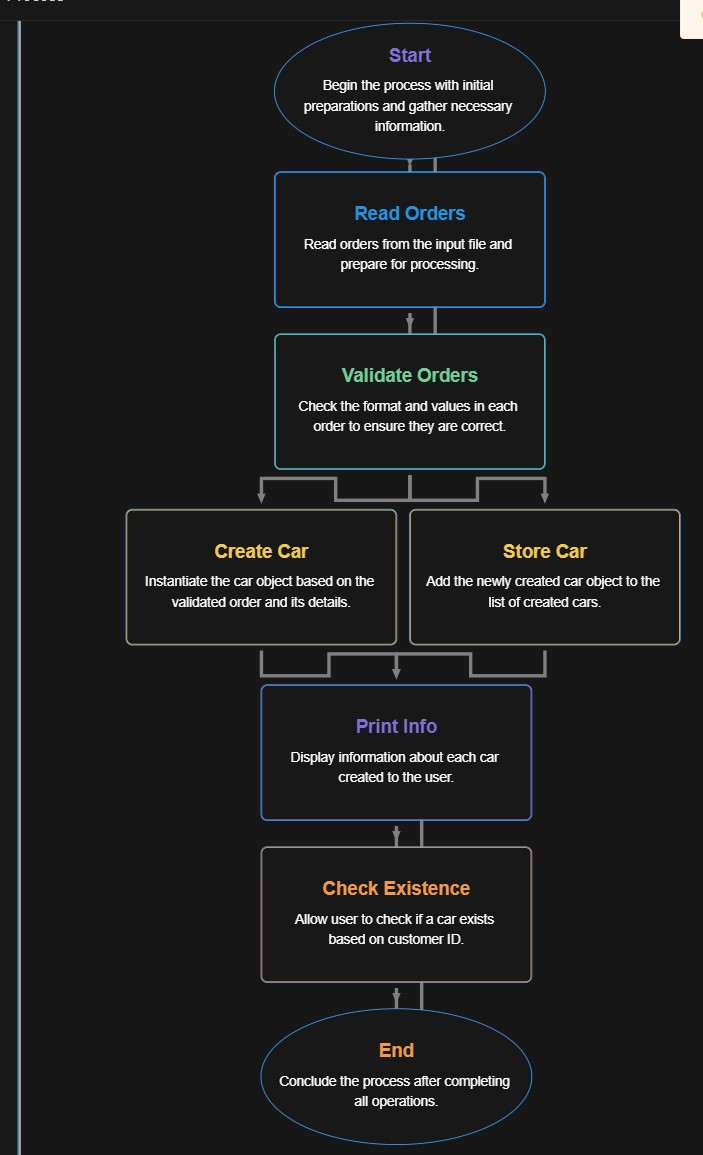 Start
Begin the process with initial
preparations and gather necessary
information.
Read Orders
Read orders from the input file and
prepare for processing.
Validate Orders
Check the format and values in each
order to ensure they are correct.
Create Car
Instantiate the car object based on the
validated order and its details.
Store Car
Add the newly created car object to the
list of created cars.
Print Info
Display information about each car
created to the user.
Check Existence
Allow user to check if a car exists
based on customer ID.
End
Conclude the process after completing
all operations.